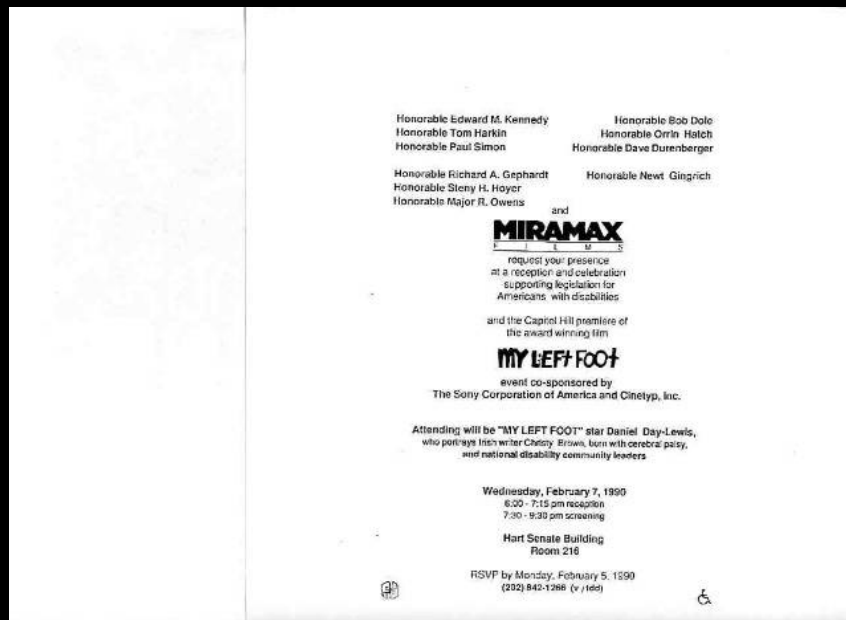 Honorable Edward M. Kennedy
Honorable Tom Harkin
Honorable Paul Simon
Honorable Bob Dole
Honorable Orrin Hatch
Honorable Dave Durenberger
Honorable Richard A. Gephardt
Honorable Steny H. Hoyer
Honorable Major R. Owens
Honorable Newt Gingrich
and
MIRAMAX
FILMS
request your presence
at a reception and celebration
supporting legislation for
Americans with disabilities
and the Capitol Hill premiere of
the award winning film
MY LEFT FOOT
event co-sponsored by
The Sony Corporation of America and Cinetyp, Inc.
Attending will be "MY LEFT FOOT" star Daniel Day-Lewis,
who portrays Irish writer Christy Brown, born with cerebral palsy,
and national disability community leaders
Wednesday, February 7, 1990
6:00 - 7:15 pm reception
7:30 - 9:30 pm screening
Hart Senate Building
Room 216
RSVP by Monday, February 5, 1990
(202) 842-1266 (v /tdd)